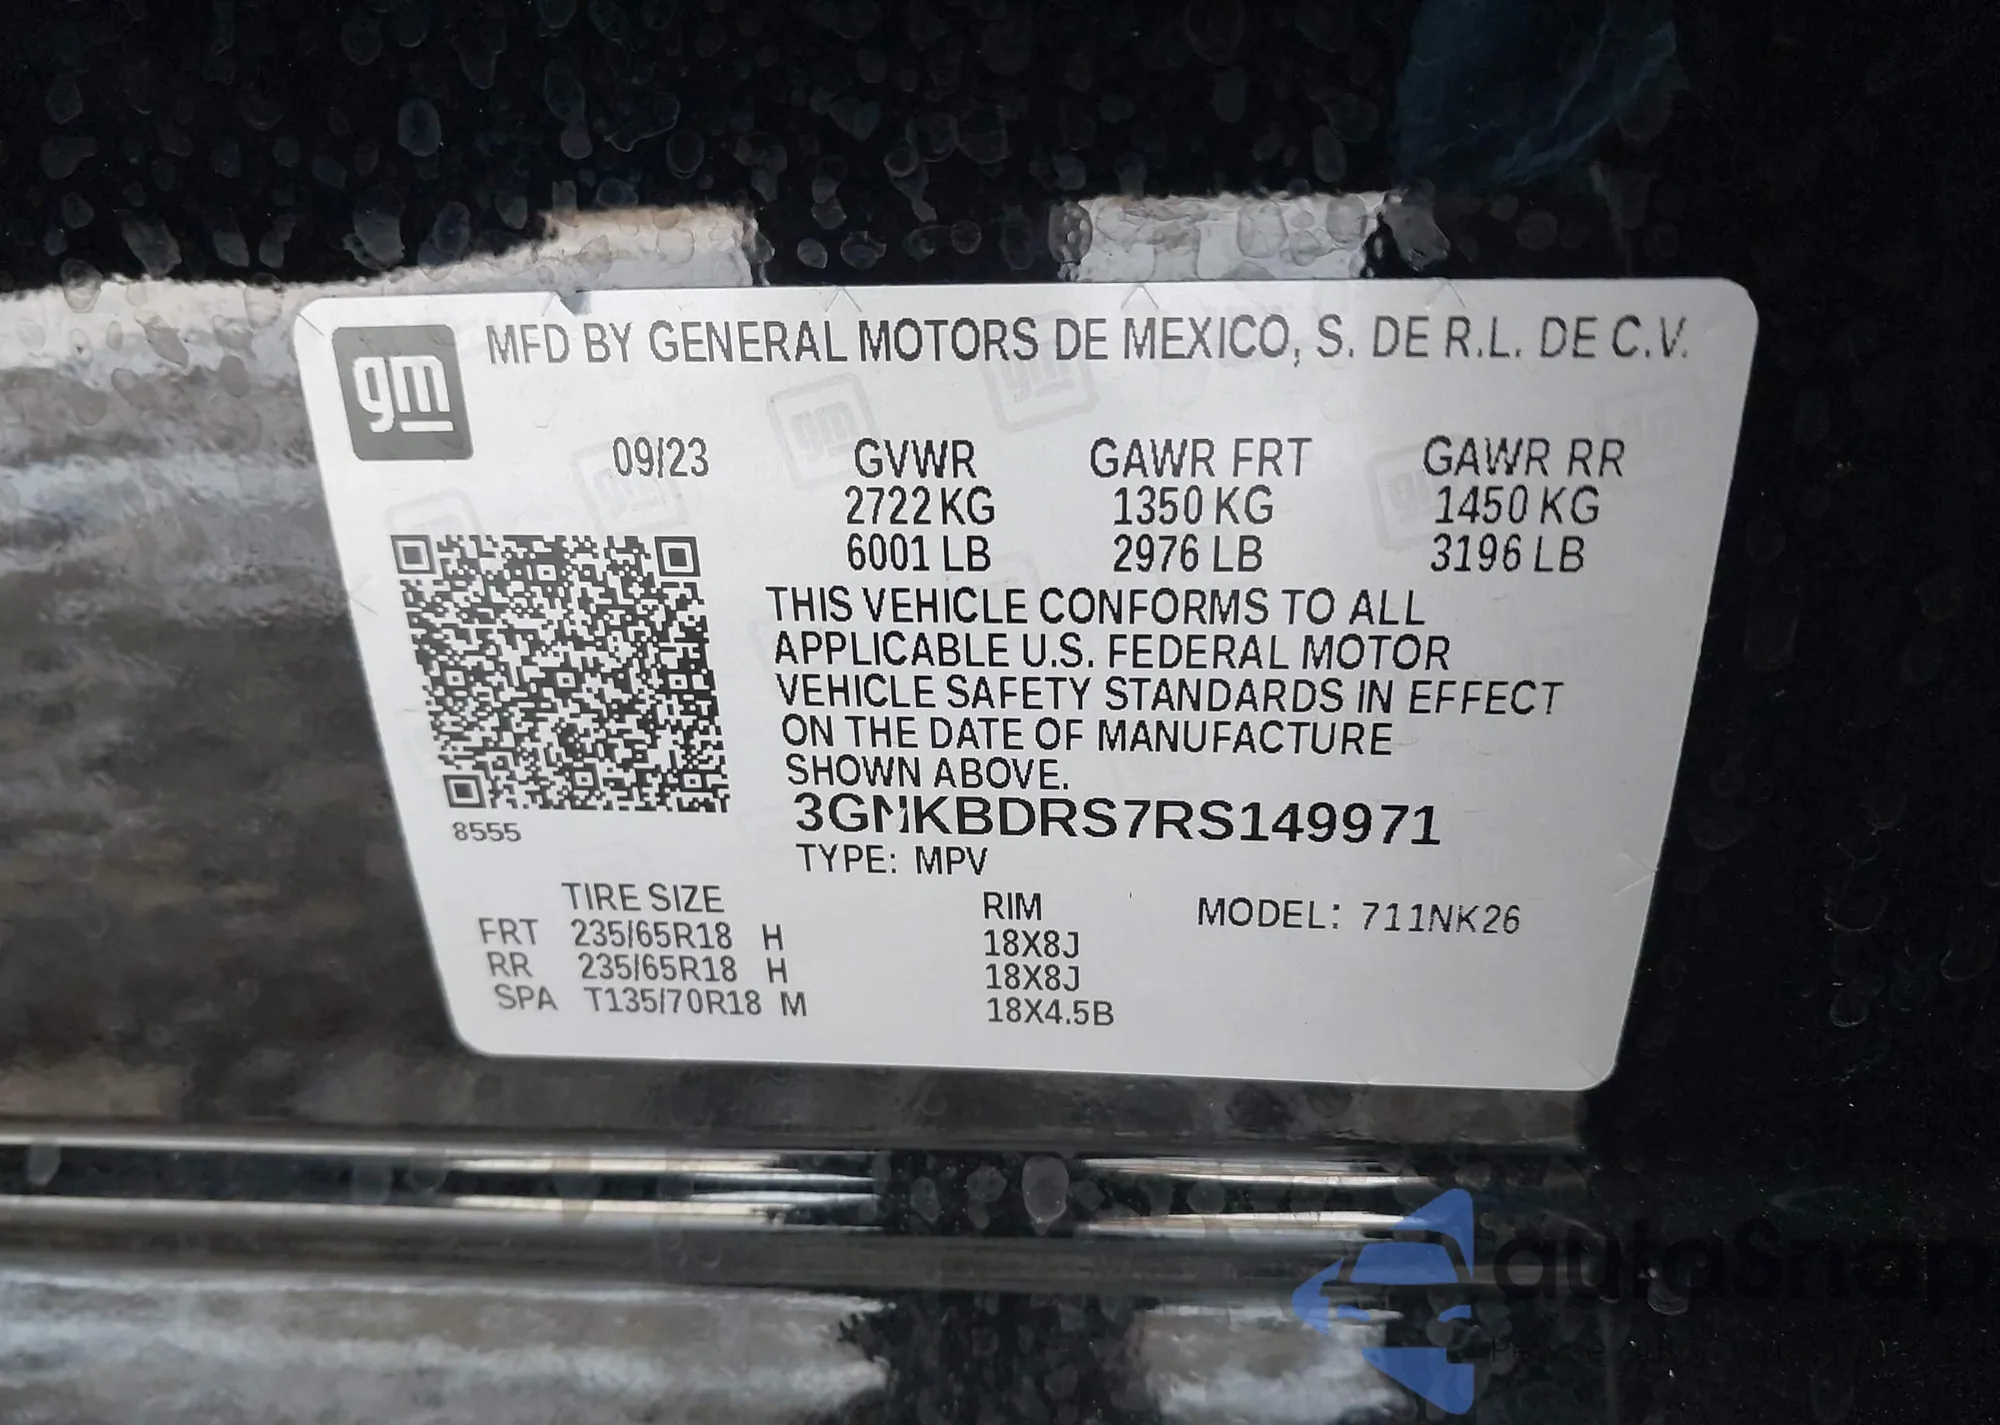 gm
MFD BY GENERAL MOTORS DE MEXICO, S. DE R.L. DE C.V.
09/23 GVWR GAWR FRT GAWR RR
2722 KG 1350 KG 1450 KG
6001 LB 2976 LB 3196 LB
THIS VEHICLE CONFORMS TO ALL
APPLICABLE U.S. FEDERAL MOTOR
VEHICLE SAFETY STANDARDS IN EFFECT
ON THE DATE OF MANUFACTURE
SHOWN ABOVE.
3GNKBDRS7RS149971
8555
TYPE: MPV
TIRE SIZE RIM MODEL: 711NK26
FRT 235/65R18 H 18X8J
RR 235/65R18 H 18X8J
SPA T135/70R18 M 18X4.5B
autoSnap